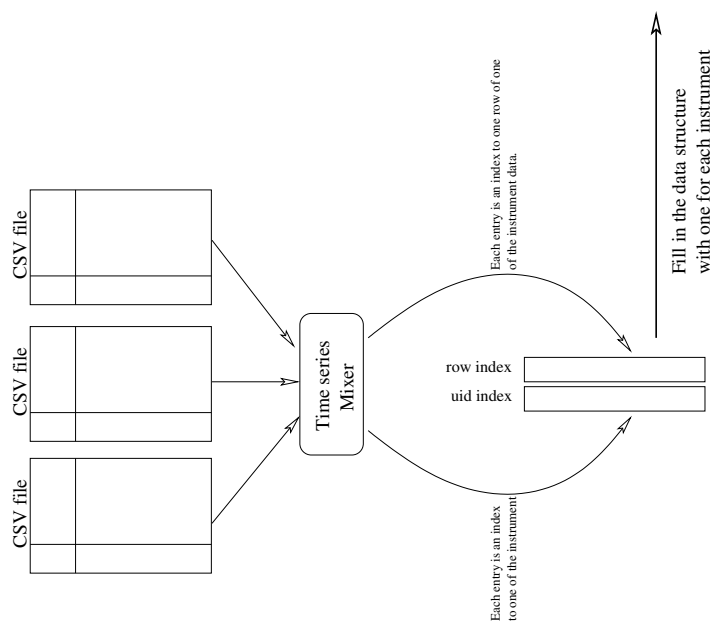 CSV file
CSV file
CSV file
Time series
Mixer
Each entry is an index to one row of one
of the instrument data.
row index
uid index
Each entry is an index
to one of the instrument
Fill in the data structure
with one for each instrument